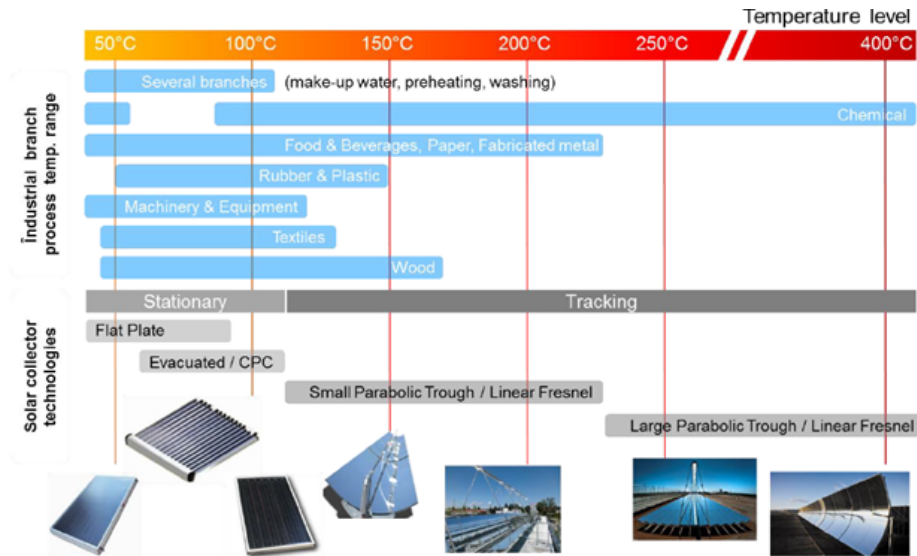 Temperature level
50°C 100°C 150°C 200°C 250°C 400°C
Industrial branch
process temp. range
Several branches (make-up water, preheating, washing)
Chemical
Food & Beverages, Paper, Fabricated metal
Rubber & Plastic
Machinery & Equipment
Textiles
Wood
Solar collector
technologies
Stationary Tracking
Flat Plate
Evacuated / CPC
Small Parabolic Trough / Linear Fresnel
Large Parabolic Trough / Linear Fresnel